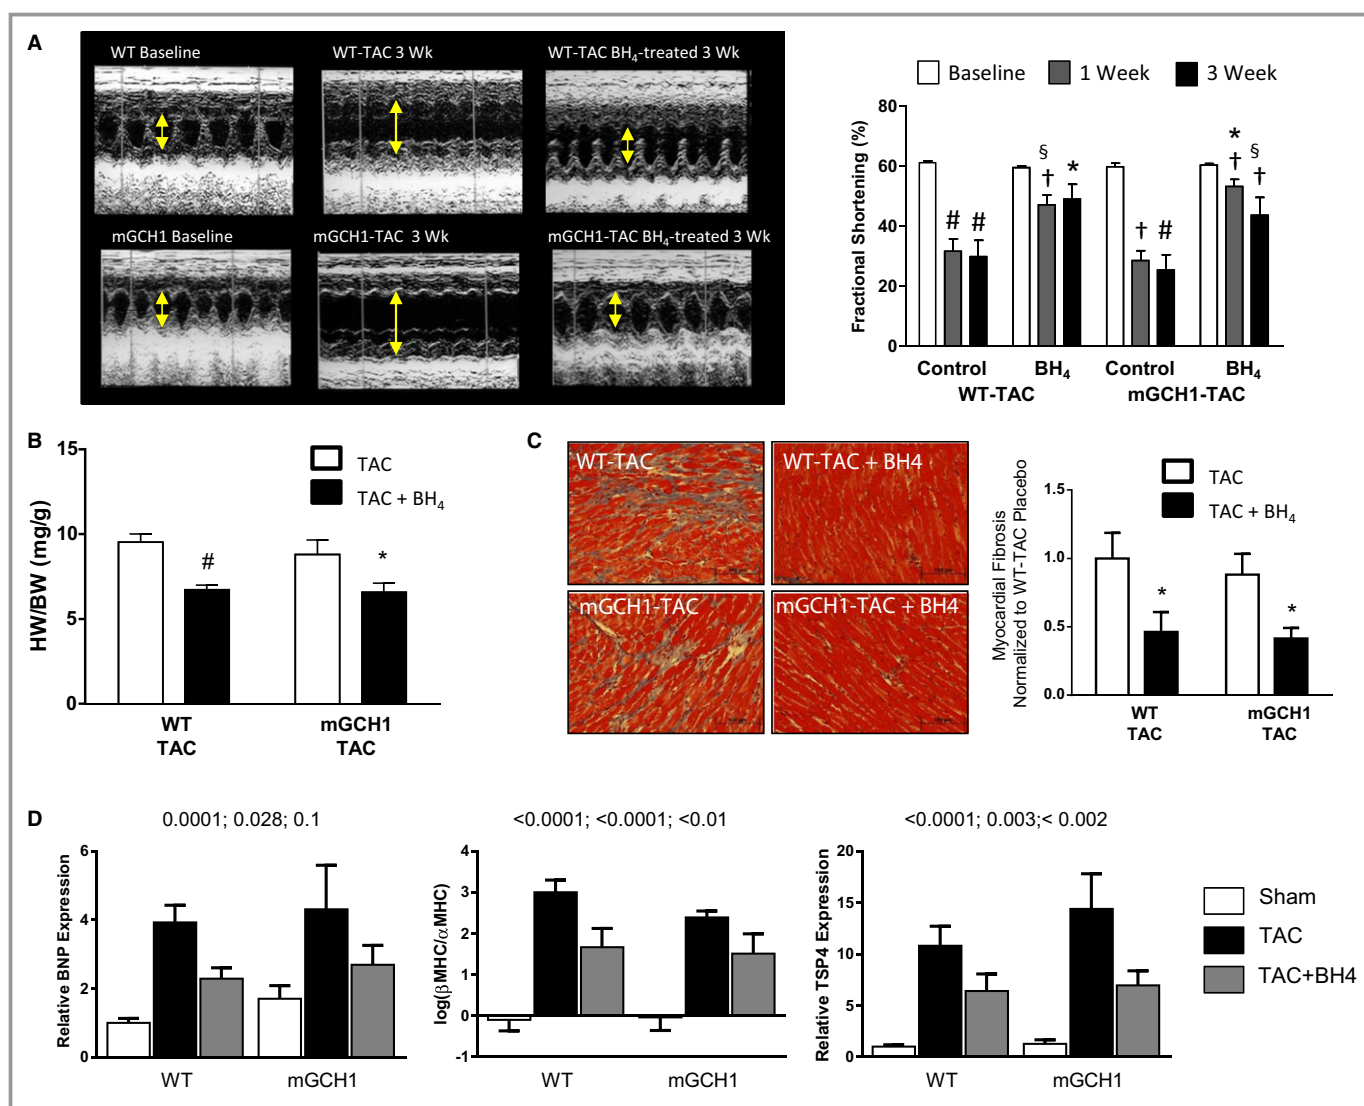 A
WT Baseline
WT-TAC 3 Wk
WT-TAC BH4-treated 3 Wk
mGCH1 Baseline
mGCH1-TAC 3 Wk
mGCH1-TAC BH4-treated 3 Wk
Baseline 1 Week 3 Week
Fractional Shortening (%)
80
60
40
20
0
# #
§
† *
† #
*
† §
†
Control BH4 Control BH4
WT-TAC mGCH1-TAC
B
HW/BW (mg/g)
15
10
5
0
TAC
TAC + BH4
# *
WT mGCH1
TAC TAC
C
WT-TAC
WT-TAC + BH4
mGCH1-TAC
mGCH1-TAC + BH4
Myocardial Fibrosis
Normalized to WT-TAC Placebo
1.5
1.0
0.5
0.0
TAC
TAC + BH4
* *
WT mGCH1
TAC TAC
D
0.0001; 0.028; 0.1
Relative BNP Expression
6
4
2
0
WT mGCH1
<0.0001; <0.0001; <0.01
log(βMHC/αMHC)
4
3
2
1
0
-1
WT mGCH1
<0.0001; 0.003;< 0.002
Relative TSP4 Expression
20
15
10
5
0
WT mGCH1
Sham
TAC
TAC+BH4